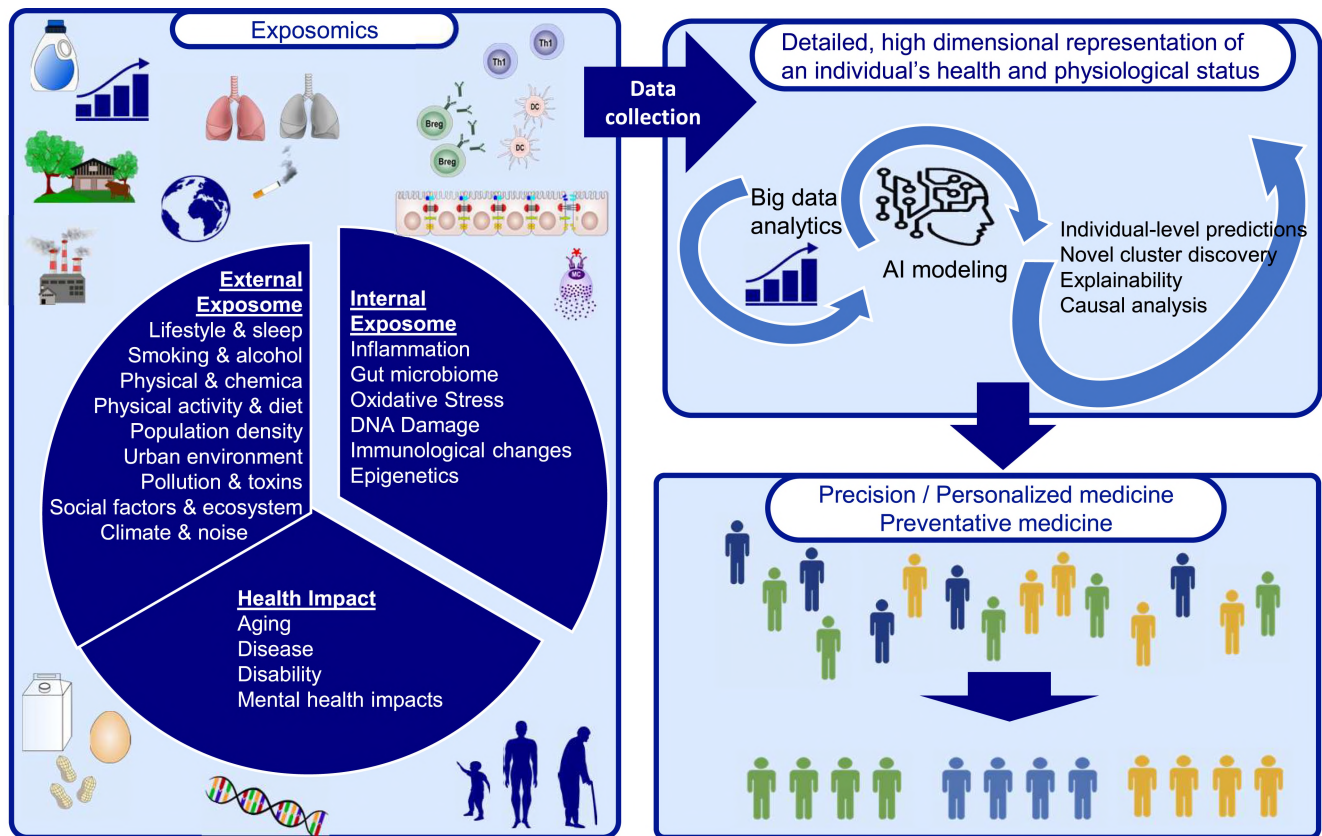 Exposomics
Th1
Th1
Breg
Breg
DC
DC
MC
External
Exposome
Lifestyle & sleep
Smoking & alcohol
Physical & chemica
Physical activity & diet
Population density
Urban environment
Pollution & toxins
Social factors & ecosystem
Climate & noise
Internal
Exposome
Inflammation
Gut microbiome
Oxidative Stress
DNA Damage
Immunological changes
Epigenetics
Health Impact
Aging
Disease
Disability
Mental health impacts
Data
collection
Detailed, high dimensional representation of
an individual's health and physiological status
Big data
analytics
AI modeling
Individual-level predictions
Novel cluster discovery
Explainability
Causal analysis
Precision / Personalized medicine
Preventative medicine